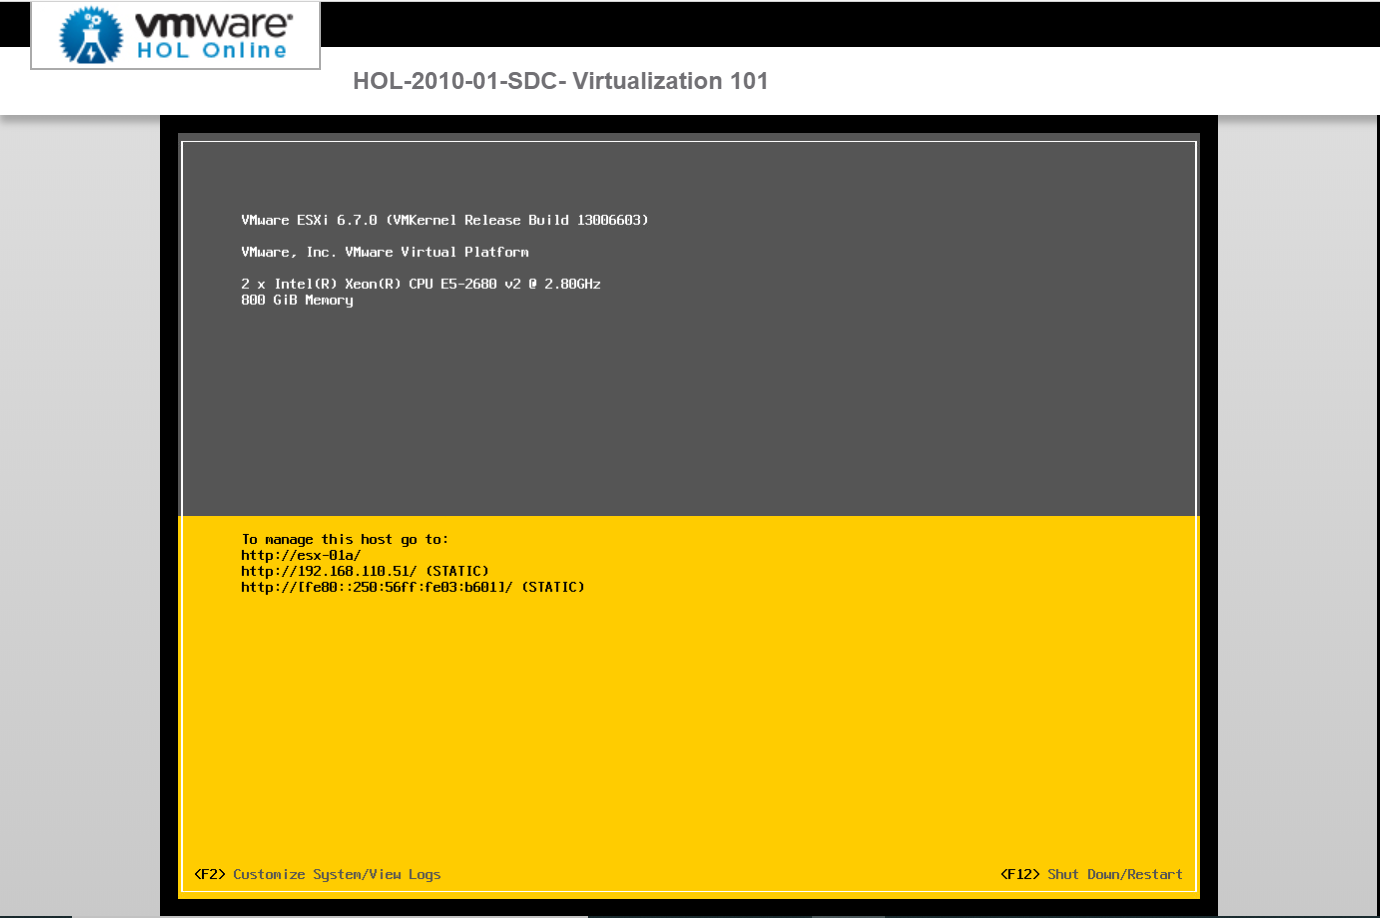 vmware
HOL Online
HOL-2010-01-SDC- Virtualization 101
VMware ESXi 6.7.0 (VMKernel Release Build 13006603)
VMware, Inc. VMware Virtual Platform
2 x Intel(R) Xeon(R) CPU E5-2680 v2 @ 2.80GHz
800 GiB Memory
To manage this host go to:
http://esx-01a/
http://192.168.110.51/ (STATIC)
http://[fe80::250:56ff:fe03:b601]/ (STATIC)
<F2> Customize System/View Logs
<F12> Shut Down/Restart